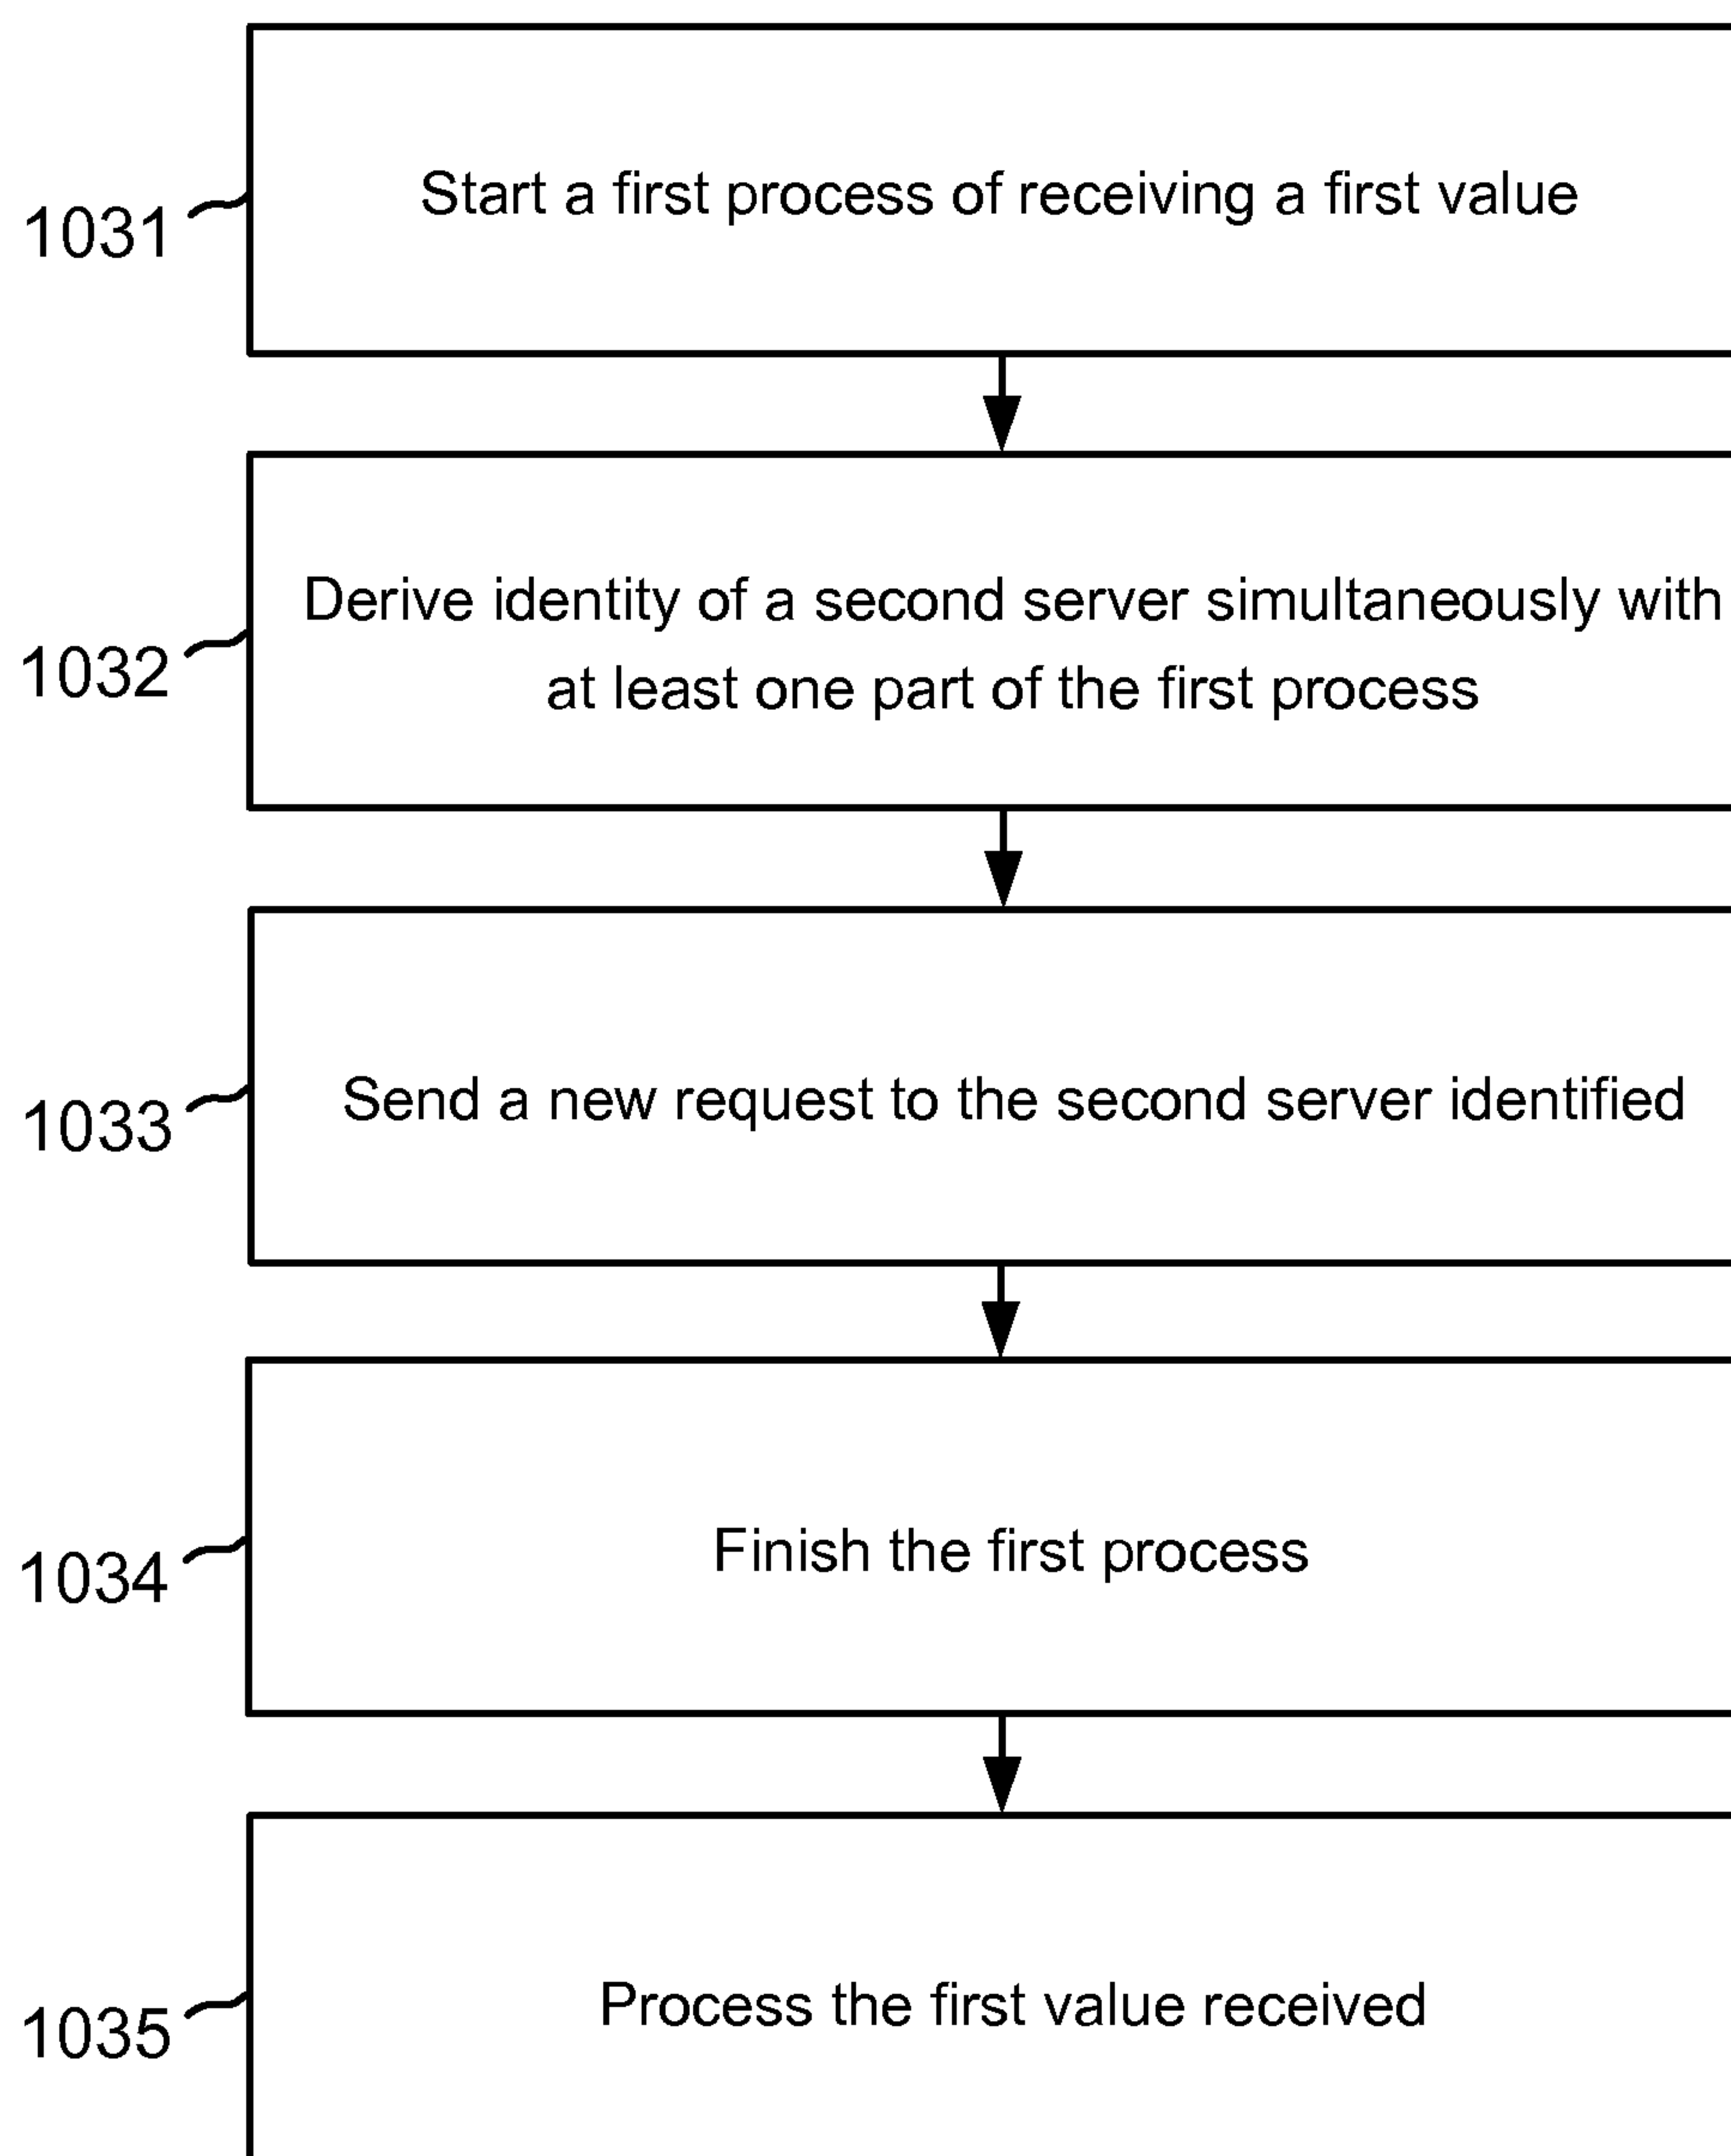 Start a first process of receiving a first value
1031
Derive identity of a second server simultaneously with
at least one part of the first process
1032
Send a new request to the second server identified
1033
Finish the first process
1034
Process the first value received
1035